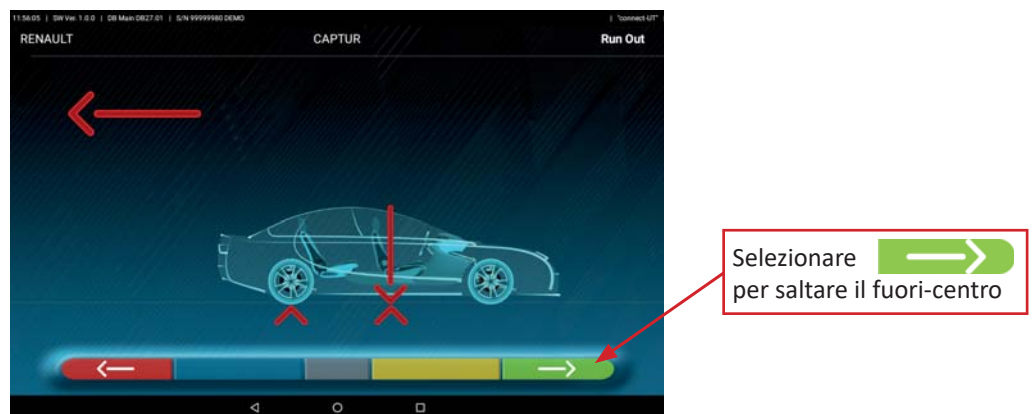 11:56:05 | SW Ver. 1.0.0 | DB Main DB27.01 | S/N 99999980 DEMO | "connect-UT"
RENAULT CAPTUR Run Out
Selezionare
per saltare il fuori-centro